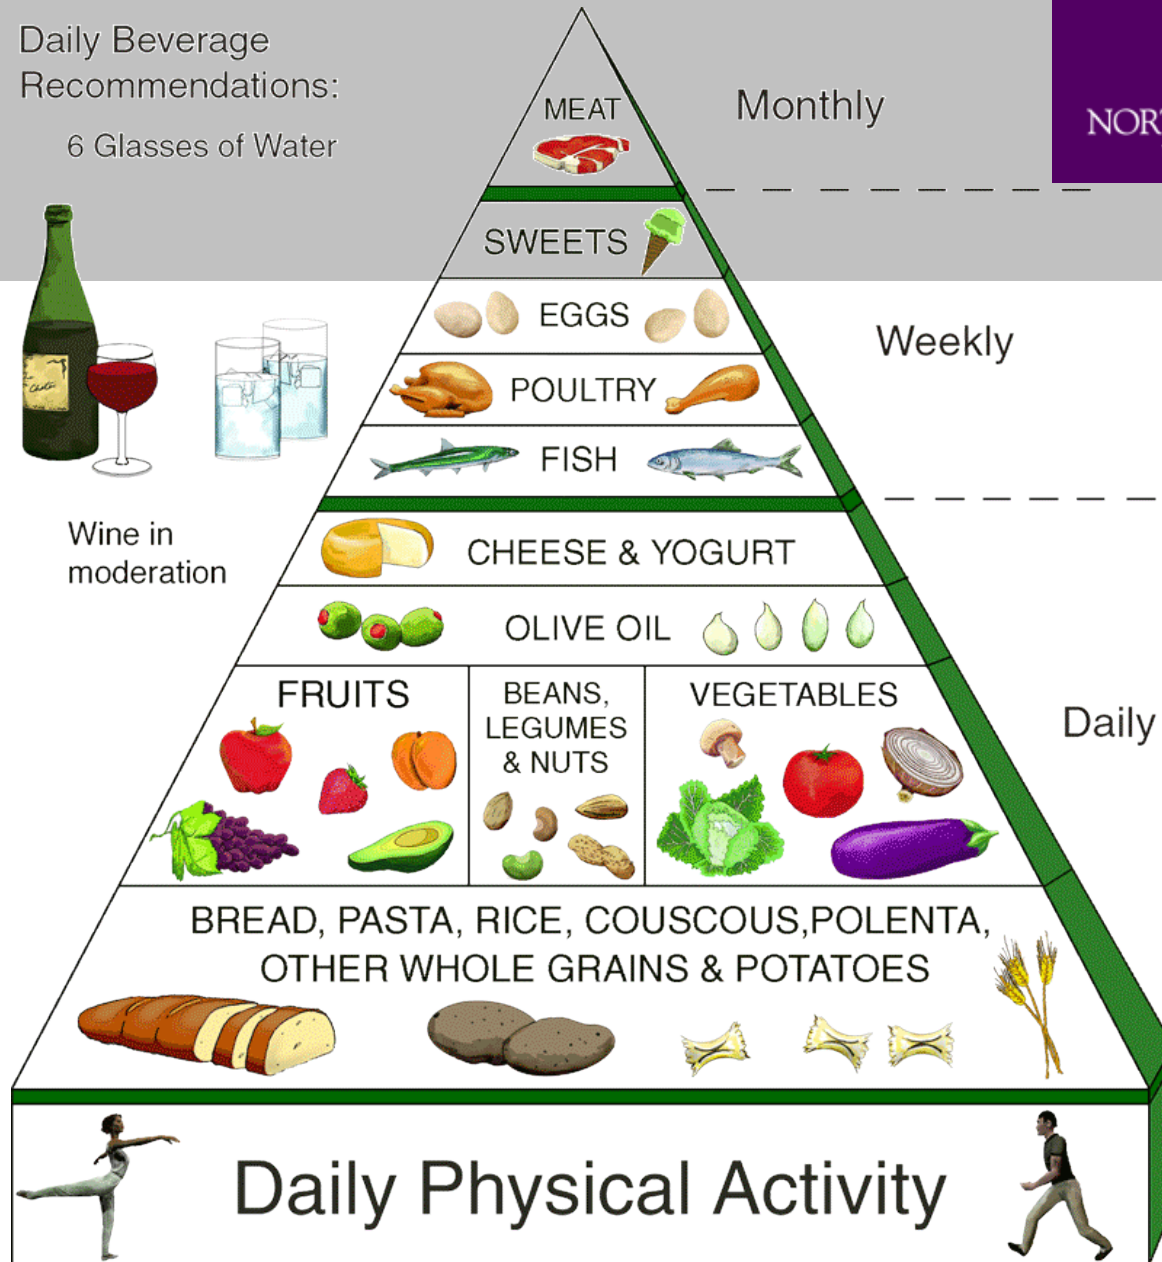 Daily Beverage
Recommendations:
6 Glasses of Water
MEAT
Monthly
SWEETS
EGGS
Weekly
POULTRY
FISH
Wine in
moderation
CHEESE & YOGURT
OLIVE OIL
FRUITS
BEANS,
LEGUMES
& NUTS
VEGETABLES
Daily
BREAD, PASTA, RICE, COUSCOUS,POLENTA,
OTHER WHOLE GRAINS & POTATOES
Daily Physical Activity